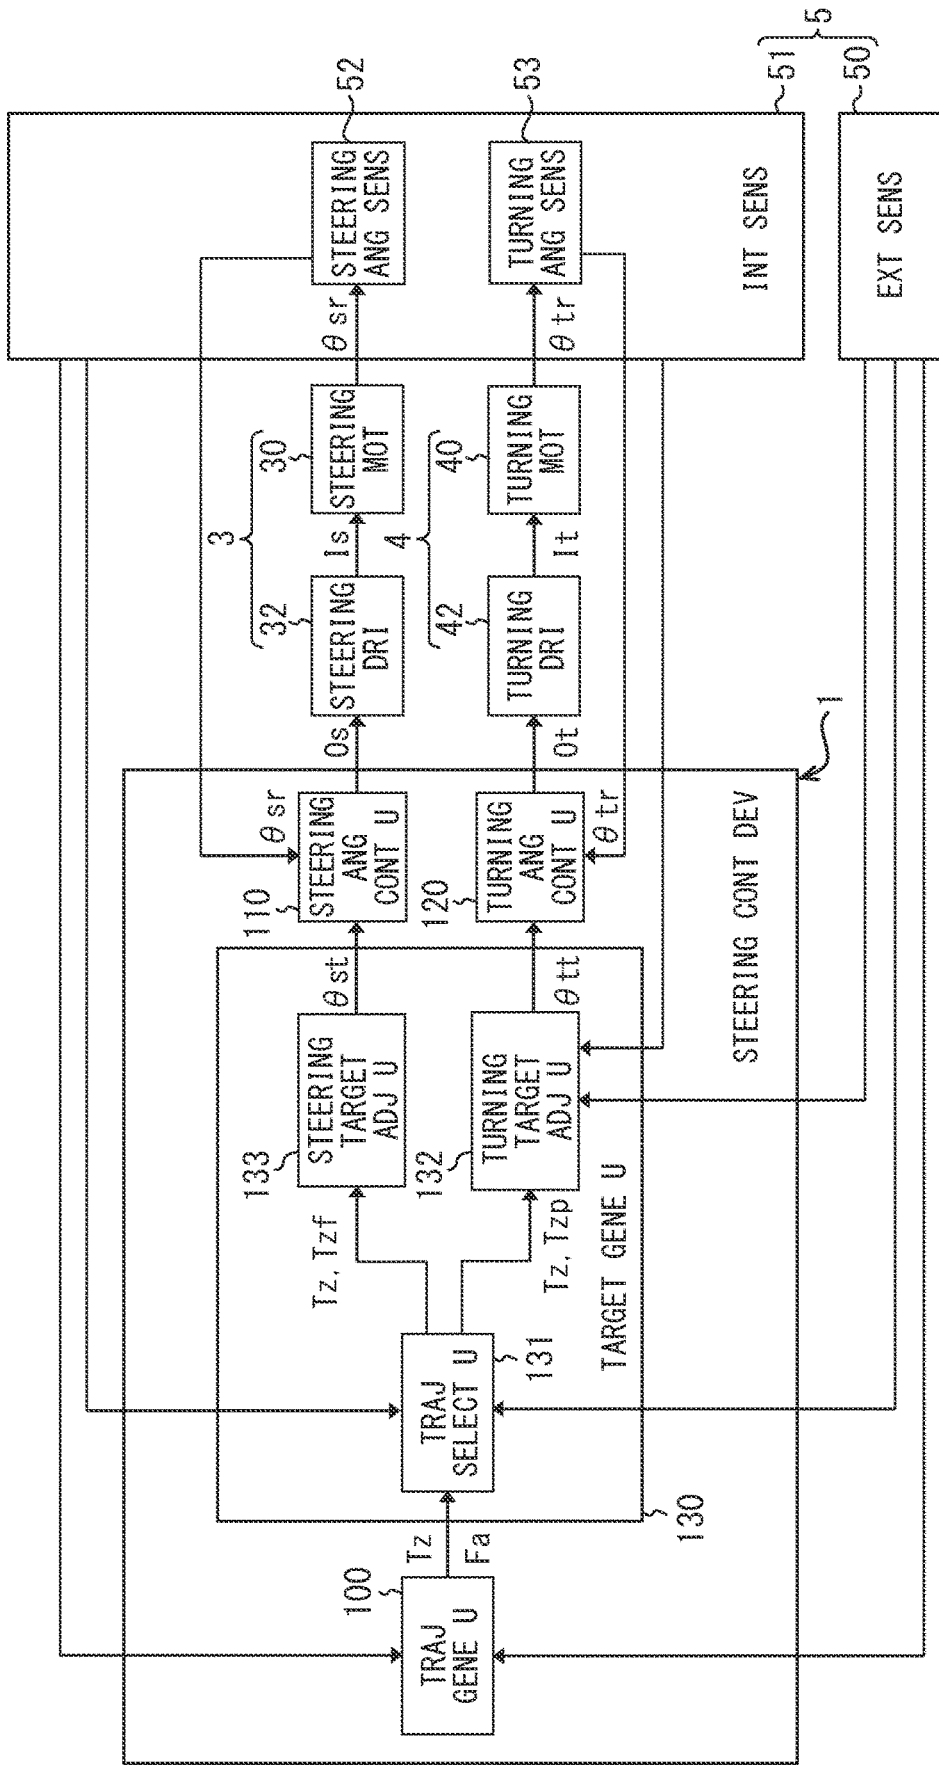 5
51
50
INT SENS
EXT SENS
52
STEERING
ANG SENS
53
TURNING
ANG SENS
θsr
θtr
3
30
STEERING
MOT
32
STEERING
DRI
Is
4
40
TURNING
MOT
42
TURNING
DRI
It
Os
Ot
1
STEERING CONT DEV
θsr
110
STEERING
ANG
CONT U
θtr
120
TURNING
ANG
CONT U
θst
θtt
133
STEERING
TARGET
ADJ U
132
TURNING
TARGET
ADJ U
TARGET GENE U
Tz, Tzf
Tz, Tzp
131
TRAJ
SELECT U
130
Tz
Fa
100
TRAJ
GENE U